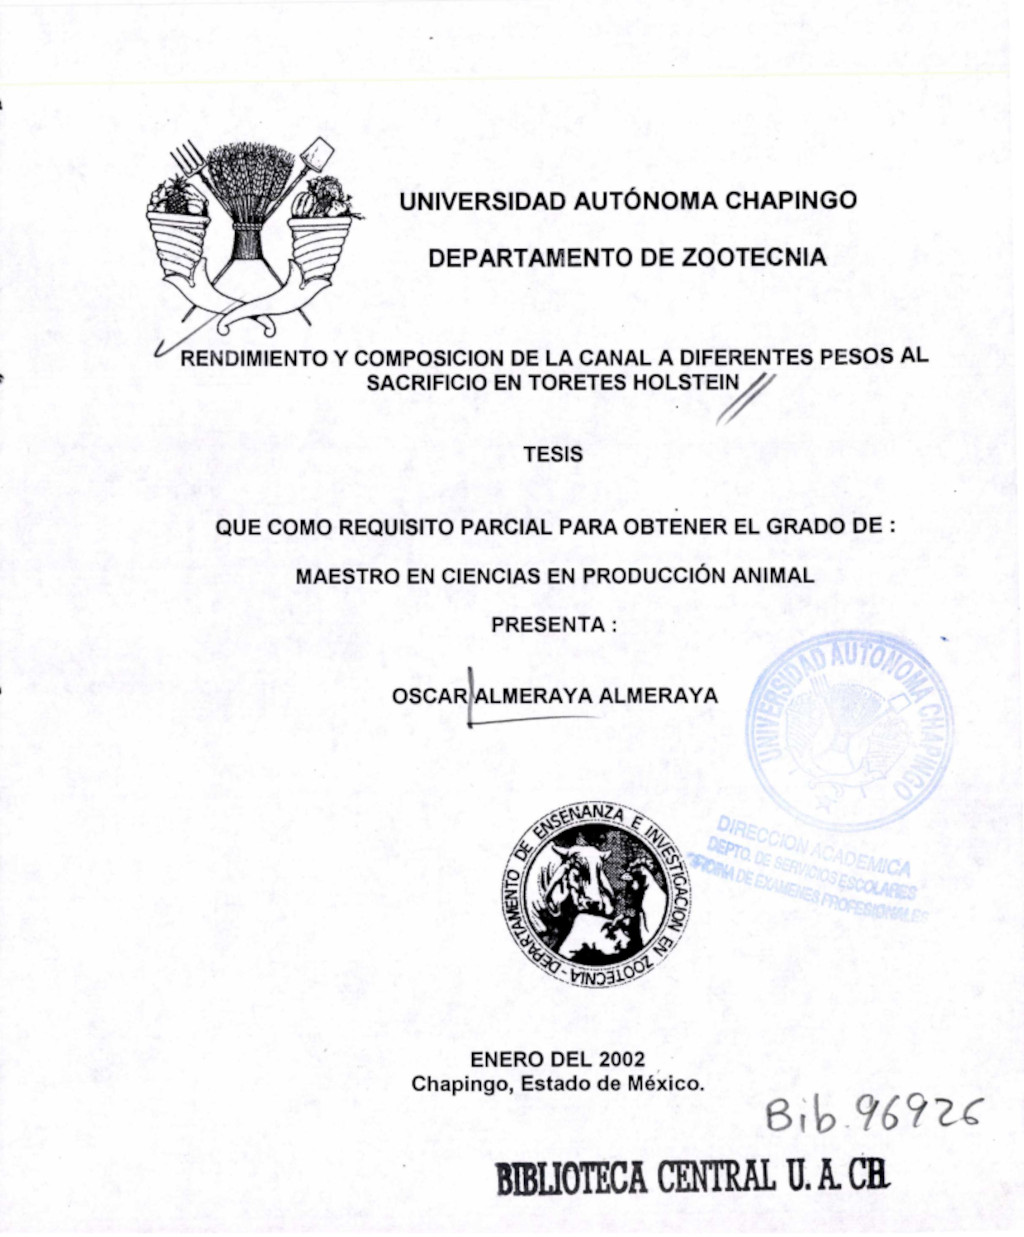 UNIVERSIDAD AUTÓNOMA CHAPINGO
DEPARTAMENTO DE ZOOTECNIA
RENDIMIENTO Y COMPOSICION DE LA CANAL A DIFERENTES PESOS AL
SACRIFICIO EN TORETES HOLSTEIN
TESIS
QUE COMO REQUISITO PARCIAL PARA OBTENER EL GRADO DE :
MAESTRO EN CIENCIAS EN PRODUCCIÓN ANIMAL
PRESENTA :
OSCAR ALMERAYA ALMERAYA
UNIVERSIDAD AUTONOMA CHAPINGO
DIRECCION ACADEMICA
DEPTO. DE SERVICIOS ESCOLARES
OFICINA DE EXAMENES PROFESIONALES
DEPARTAMENTO DE ENSEÑANZA E INVESTIGACION EN ZOOTECNIA-
ENERO DEL 2002
Chapingo, Estado de México.
Bib. 96926
BIBLIOTECA CENTRAL U. A. CH.